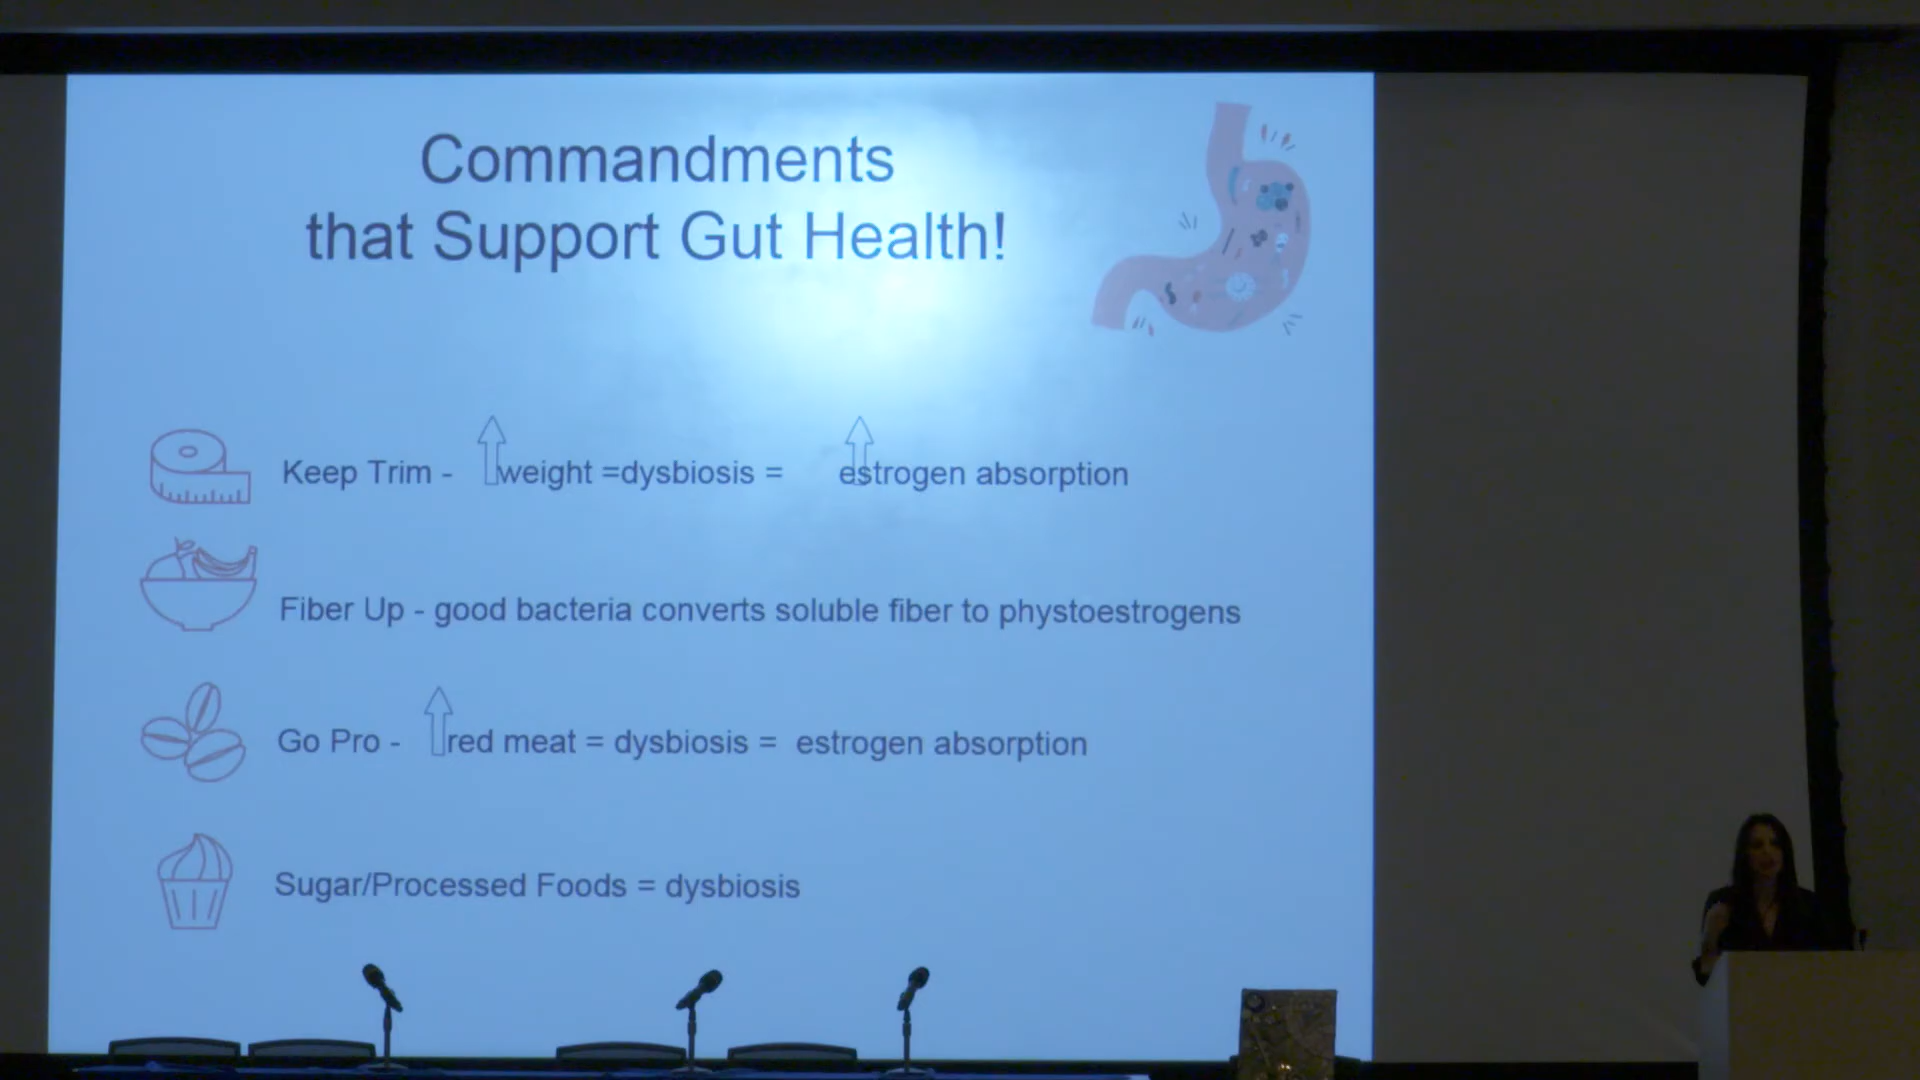 Commandments
that Support Gut Health!
Keep Trim - weight =dysbiosis = estrogen absorption
Fiber Up - good bacteria converts soluble fiber to phystoestrogens
Go Pro - red meat = dysbiosis = estrogen absorption
Sugar/Processed Foods = dysbiosis